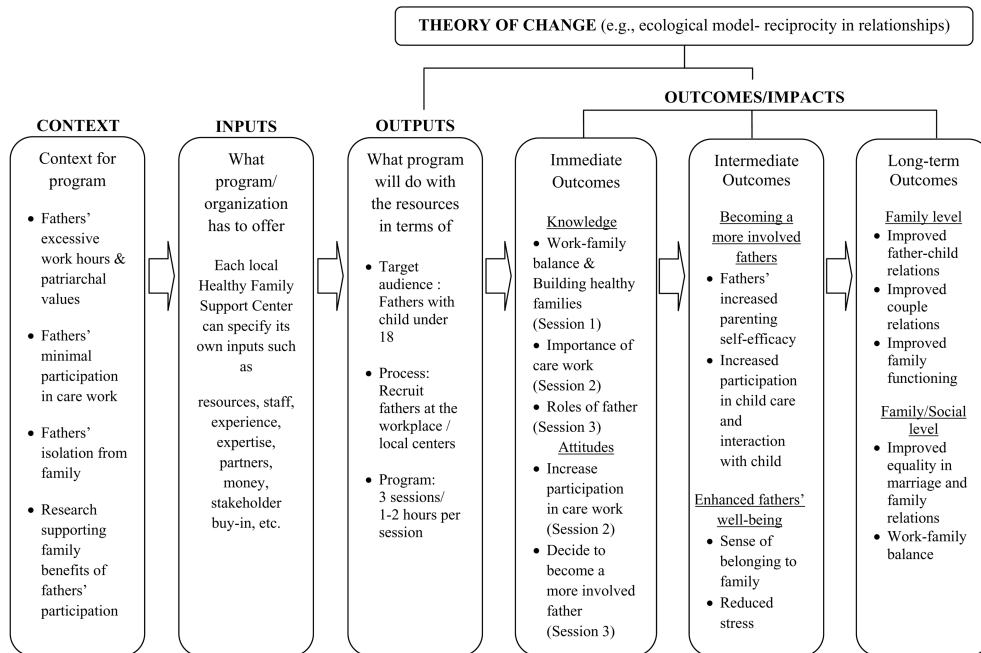 THEORY OF CHANGE (e.g., ecological model- reciprocity in relationships)
OUTCOMES/IMPACTS
CONTEXT
Context for
program
• Fathers’
excessive
work hours &
patriarchal
values
• Fathers’
minimal
participation
in care work
• Fathers’
isolation from
family
• Research
supporting
family
benefits of
fathers’
participation
INPUTS
What
program/
organization
has to offer
Each local
Healthy Family
Support Center
can specify its
own inputs such
as
resources, staff,
experience,
expertise,
partners,
money,
stakeholder
buy-in, etc.
OUTPUTS
What program
will do with
the resources
in terms of
• Target
audience :
Fathers with
child under
18
• Process:
Recruit
fathers at the
workplace /
local centers
• Program:
3 sessions/
1-2 hours per
session
Immediate
Outcomes
Knowledge
• Work-family
balance &
Building healthy
families
(Session 1)
• Importance of
care work
(Session 2)
• Roles of father
(Session 3)
Attitudes
• Increase
participation
in care work
(Session 2)
• Decide to
become a
more involved
father
(Session 3)
Intermediate
Outcomes
Becoming a
more involved
fathers
• Fathers’
increased
parenting
self-efficacy
• Increased
participation
in child care
and
interaction
with child
Enhanced fathers’
well-being
• Sense of
belonging to
family
• Reduced
stress
Long-term
Outcomes
Family level
• Improved
father-child
relations
• Improved
couple
relations
• Improved
family
functioning
Family/Social
level
• Improved
equality in
marriage and
family
relations
• Work-family
balance